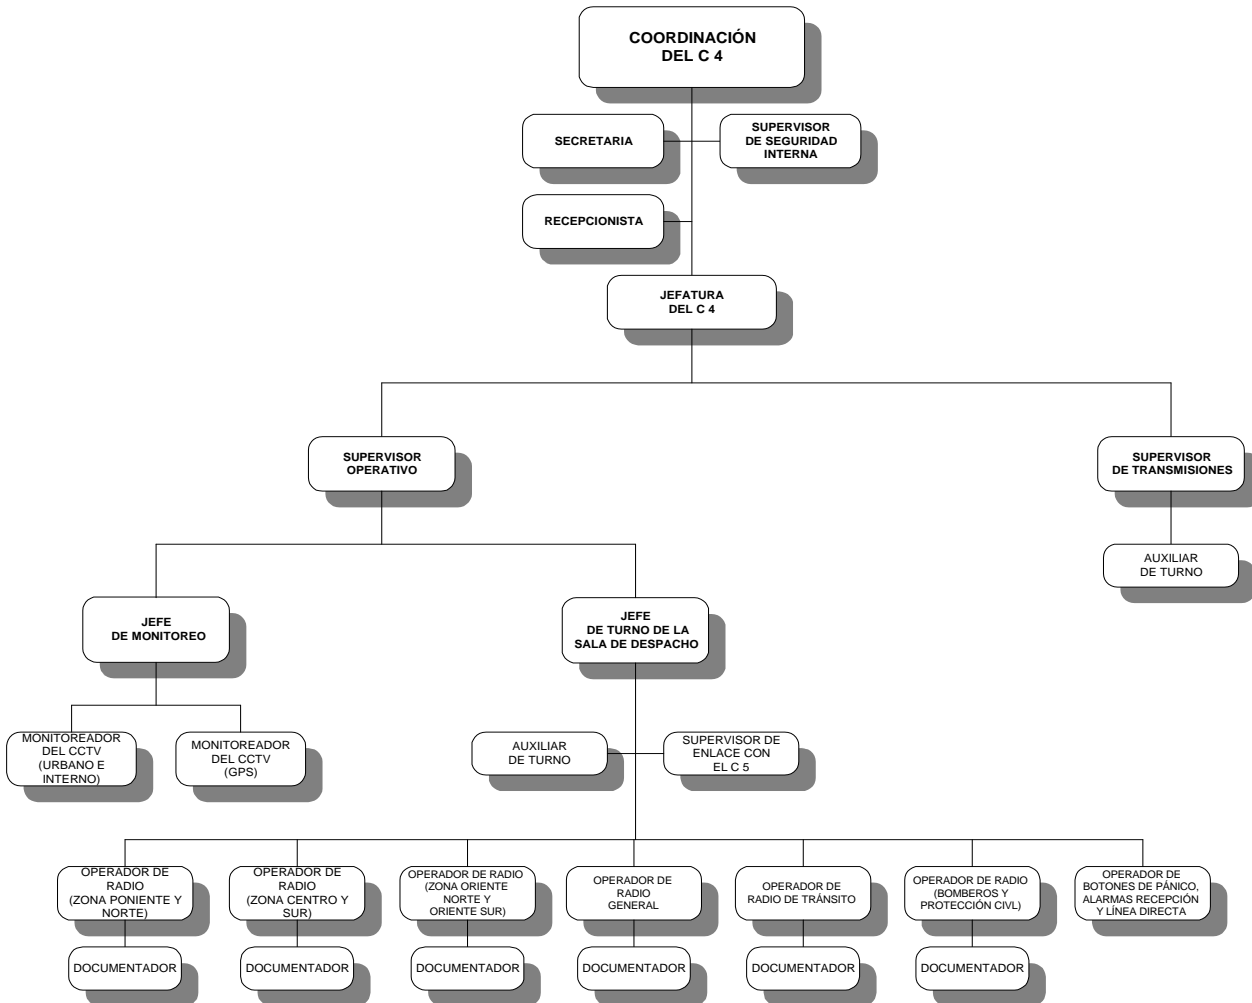 COORDINACIÓN
DEL C 4
SECRETARIA
SUPERVISOR
DE SEGURIDAD
INTERNA
RECEPCIONISTA
JEFATURA
DEL C 4
SUPERVISOR
OPERATIVO
SUPERVISOR
DE TRANSMISIONES
AUXILIAR
DE TURNO
JEFE
DE MONITOREO
JEFE
DE TURNO DE LA
SALA DE DESPACHO
MONITOREADOR
DEL CCTV
(URBANO E
INTERNO)
MONITOREADOR
DEL CCTV
(GPS)
AUXILIAR
DE TURNO
SUPERVISOR DE
ENLACE CON
EL C 5
OPERADOR DE
RADIO
(ZONA PONIENTE Y
NORTE)
OPERADOR DE
RADIO
(ZONA CENTRO Y
SUR)
OPERADOR DE RADIO
(ZONA ORIENTE
NORTE Y
ORIENTE SUR)
OPERADOR DE
RADIO
GENERAL
OPERADOR DE
RADIO DE TRÁNSITO
OPERADOR DE RADIO
(BOMBEROS Y
PROTECCIÓN CIVL)
OPERADOR DE
BOTONES DE PÁNICO,
ALARMAS RECEPCIÓN
Y LÍNEA DIRECTA
DOCUMENTADOR
DOCUMENTADOR
DOCUMENTADOR
DOCUMENTADOR
DOCUMENTADOR
DOCUMENTADOR